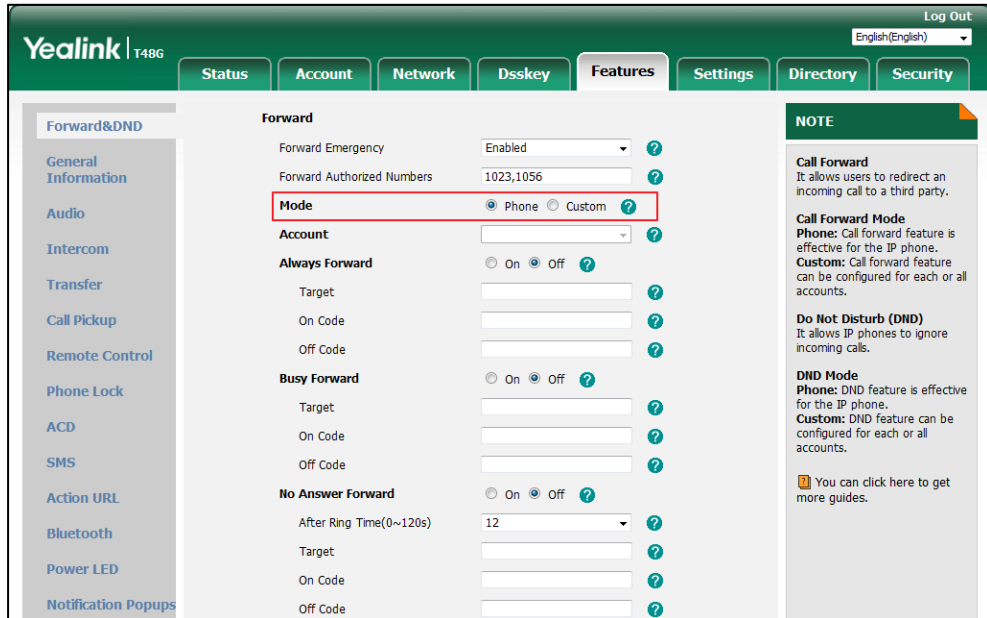 Log Out
Yealink T48G
English(English)
Status Account Network Dsskey Features Settings Directory Security
Forward&DND
General
Information
Audio
Intercom
Transfer
Call Pickup
Remote Control
Phone Lock
ACD
SMS
Action URL
Bluetooth
Power LED
Notification Popups
Forward
Forward Emergency Enabled ?
Forward Authorized Numbers 1023,1056 ?
Mode Phone Custom ?
Account ?
Always Forward On Off ?
Target ?
On Code ?
Off Code ?
Busy Forward On Off ?
Target ?
On Code ?
Off Code ?
No Answer Forward On Off ?
After Ring Time(0~120s) 12 ?
Target ?
On Code ?
Off Code ?
NOTE
Call Forward
It allows users to redirect an
incoming call to a third party.
Call Forward Mode
Phone: Call forward feature is
effective for the IP phone.
Custom: Call forward feature
can be configured for each or all
accounts.
Do Not Disturb (DND)
It allows IP phones to ignore
incoming calls.
DND Mode
Phone: DND feature is effective
for the IP phone.
Custom: DND feature can be
configured for each or all
accounts.
? You can click here to get
more guides.